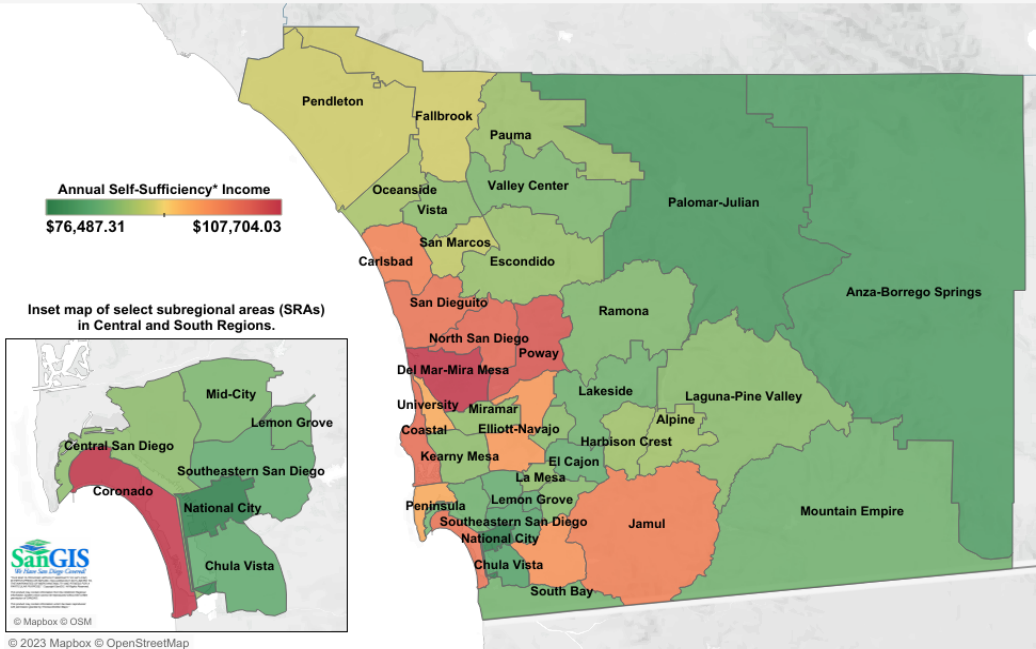 Pendleton
Fallbrook
Pauma
Oceanside
Valley Center
Vista
Palomar-Julian
Annual Self-Sufficiency* Income
$76,487.31
$107,704.03
San Marcos
Carlsbad
Escondido
Anza-Borrego Springs
San Dieguito
Ramona
Inset map of select subregional areas (SRAs)
in Central and South Regions.
North San Diego
Poway
Del Mar-Mira Mesa
Lakeside
Laguna-Pine Valley
University
Miramar
Alpine
Coastal
Elliott-Navajo
Harbison Crest
Kearny Mesa
El Cajon
La Mesa
Peninsula
Lemon Grove
Southeastern San Diego
Jamul
Mountain Empire
National City
Chula Vista
South Bay
Mid-City
Lemon Grove
Central San Diego
Southeastern San Diego
Coronado
National City
Chula Vista
SanGIS
We Have San Diego Covered!
© Mapbox © OSM
© 2023 Mapbox © OpenStreetMap